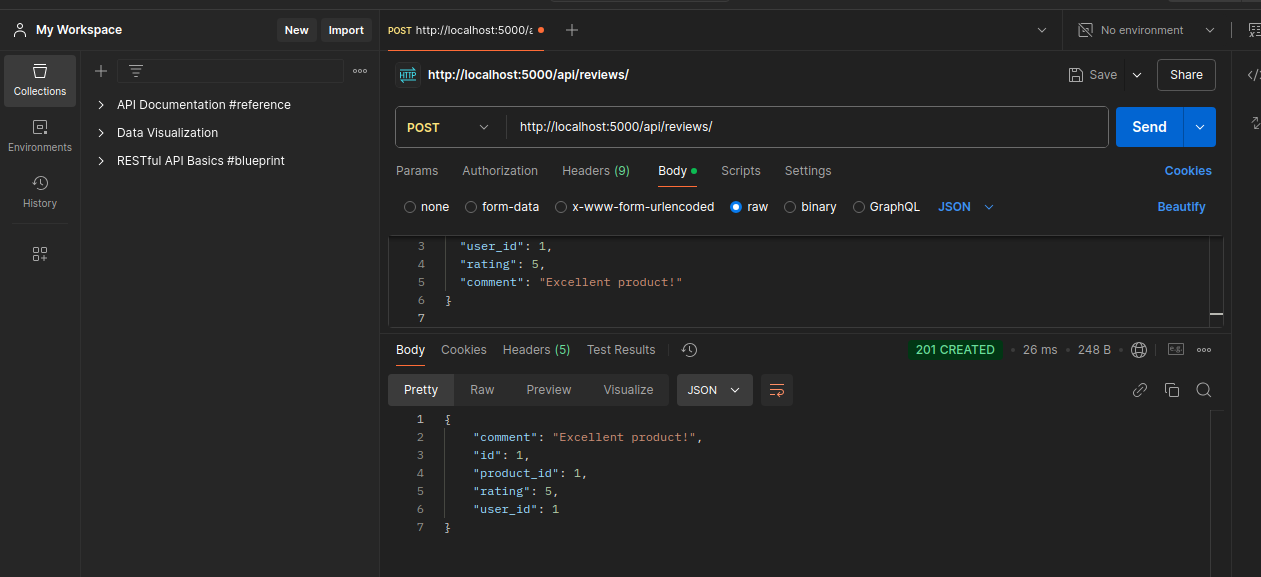 My Workspace
New
Import
POST http://localhost:5000/a
No environment
Collections
Environments
History
API Documentation #reference
Data Visualization
RESTful API Basics #blueprint
HTTP
http://localhost:5000/api/reviews/
Save
Share
POST
http://localhost:5000/api/reviews/
Send
Params
Authorization
Headers (9)
Body
Scripts
Settings
Cookies
none
form-data
x-www-form-urlencoded
raw
binary
GraphQL
JSON
Beautify
3 "user_id": 1,
4 "rating": 5,
5 "comment": "Excellent product!"
6 }
7
Body
Cookies
Headers (5)
Test Results
201 CREATED
26 ms
248 B
e.g.
Pretty
Raw
Preview
Visualize
JSON
1 {
2 "comment": "Excellent product!",
3 "id": 1,
4 "product_id": 1,
5 "rating": 5,
6 "user_id": 1
7 }